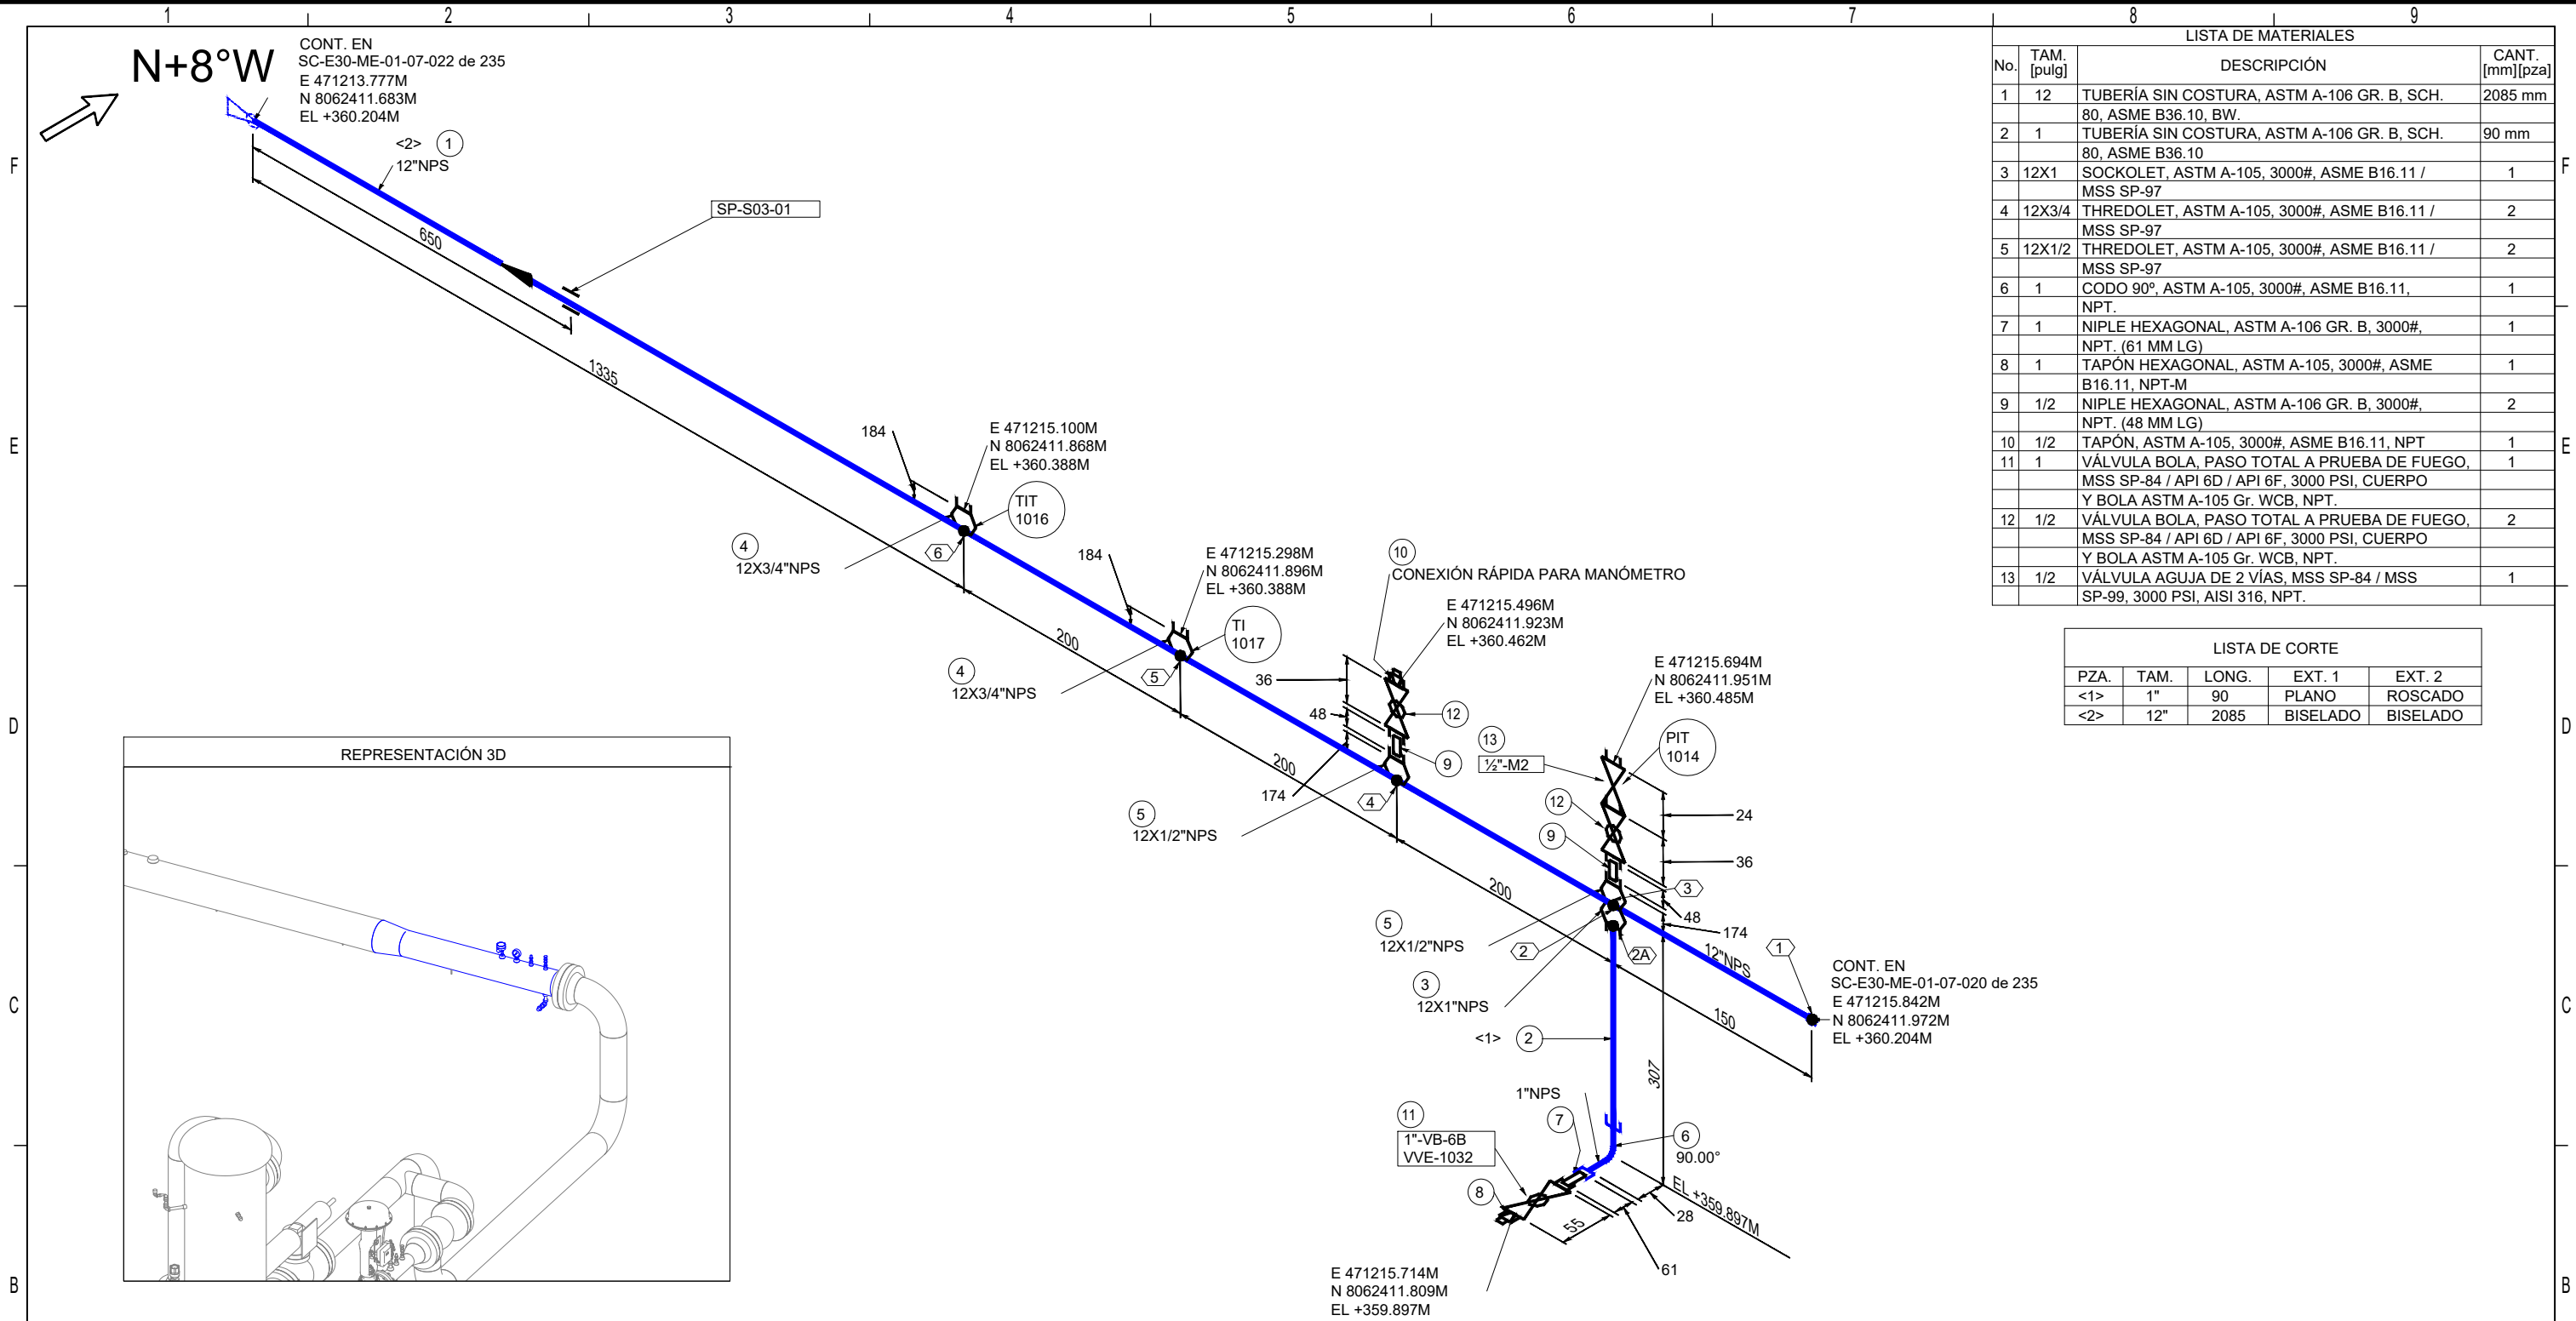 1 2 3 4 5 6 7 8 9
N+8°W
CONT. EN
SC-E30-ME-01-07-022 de 235
E 471213.777M
N 8062411.683M
EL +360.204M
<2> 1
12"NPS
SP-S03-01
650
1335
184
E 471215.100M
N 8062411.868M
EL +360.388M
TIT
1016
4
12X3/4"NPS
6
184
E 471215.298M
N 8062411.896M
EL +360.388M
TI
1017
4
12X3/4"NPS
5
200
10
CONEXIÓN RÁPIDA PARA MANÓMETRO
E 471215.496M
N 8062411.923M
EL +360.462M
36
48
12
9
174
4
5
12X1/2"NPS
200
E 471215.694M
N 8062411.951M
EL +360.485M
PIT
1014
13
½"-M2
12
9
24
36
3
48
174
200
5
12X1/2"NPS
2
2A
3
12X1"NPS
12"NPS
1
CONT. EN
SC-E30-ME-01-07-020 de 235
E 471215.842M
N 8062411.972M
EL +360.204M
150
<1> 2
307
1"NPS
7
11
1"-VB-6B
VVE-1032
6
90.00°
8
EL +359.897M
28
55
61
E 471215.714M
N 8062411.809M
EL +359.897M
REPRESENTACIÓN 3D
LISTA DE MATERIALES
No. TAM. [pulg] DESCRIPCIÓN CANT. [mm][pza]
1 12 TUBERÍA SIN COSTURA, ASTM A-106 GR. B, SCH. 2085 mm
80, ASME B36.10, BW.
2 1 TUBERÍA SIN COSTURA, ASTM A-106 GR. B, SCH. 90 mm
80, ASME B36.10
3 12X1 SOCKOLET, ASTM A-105, 3000#, ASME B16.11 / 1
MSS SP-97
4 12X3/4 THREDOLET, ASTM A-105, 3000#, ASME B16.11 / 2
MSS SP-97
5 12X1/2 THREDOLET, ASTM A-105, 3000#, ASME B16.11 / 2
MSS SP-97
6 1 CODO 90º, ASTM A-105, 3000#, ASME B16.11, 1
NPT.
7 1 NIPLE HEXAGONAL, ASTM A-106 GR. B, 3000#, 1
NPT. (61 MM LG)
8 1 TAPÓN HEXAGONAL, ASTM A-105, 3000#, ASME 1
B16.11, NPT-M
9 1/2 NIPLE HEXAGONAL, ASTM A-106 GR. B, 3000#, 2
NPT. (48 MM LG)
10 1/2 TAPÓN, ASTM A-105, 3000#, ASME B16.11, NPT 1
11 1 VÁLVULA BOLA, PASO TOTAL A PRUEBA DE FUEGO, 1
MSS SP-84 / API 6D / API 6F, 3000 PSI, CUERPO
Y BOLA ASTM A-105 Gr. WCB, NPT.
12 1/2 VÁLVULA BOLA, PASO TOTAL A PRUEBA DE FUEGO, 2
MSS SP-84 / API 6D / API 6F, 3000 PSI, CUERPO
Y BOLA ASTM A-105 Gr. WCB, NPT.
13 1/2 VÁLVULA AGUJA DE 2 VÍAS, MSS SP-84 / MSS 1
SP-99, 3000 PSI, AISI 316, NPT.
LISTA DE CORTE
PZA. TAM. LONG. EXT. 1 EXT. 2
<1> 1" 90 PLANO ROSCADO
<2> 12" 2085 BISELADO BISELADO
F F
E E
D D
C C
B B